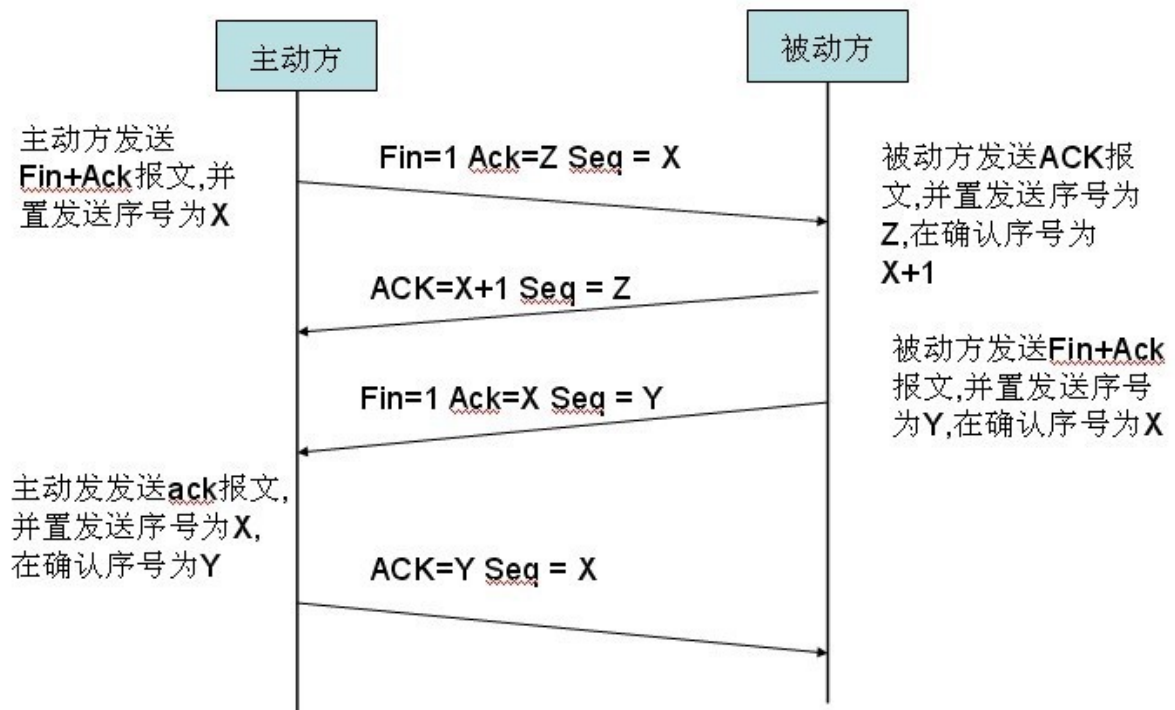 主动方
被动方
主动方发送
Fin+Ack报文,并
置发送序号为X
Fin=1 Ack=Z Seq = X
被动方发送ACK报
文,并置发送序号为
Z,在确认序号为
X+1
ACK=X+1 Seq = Z
被动方发送Fin+Ack
报文,并置发送序号
为Y,在确认序号为X
Fin=1 Ack=X Seq = Y
主动发发送ack报文,
并置发送序号为X,
在确认序号为Y
ACK=Y Seq = X